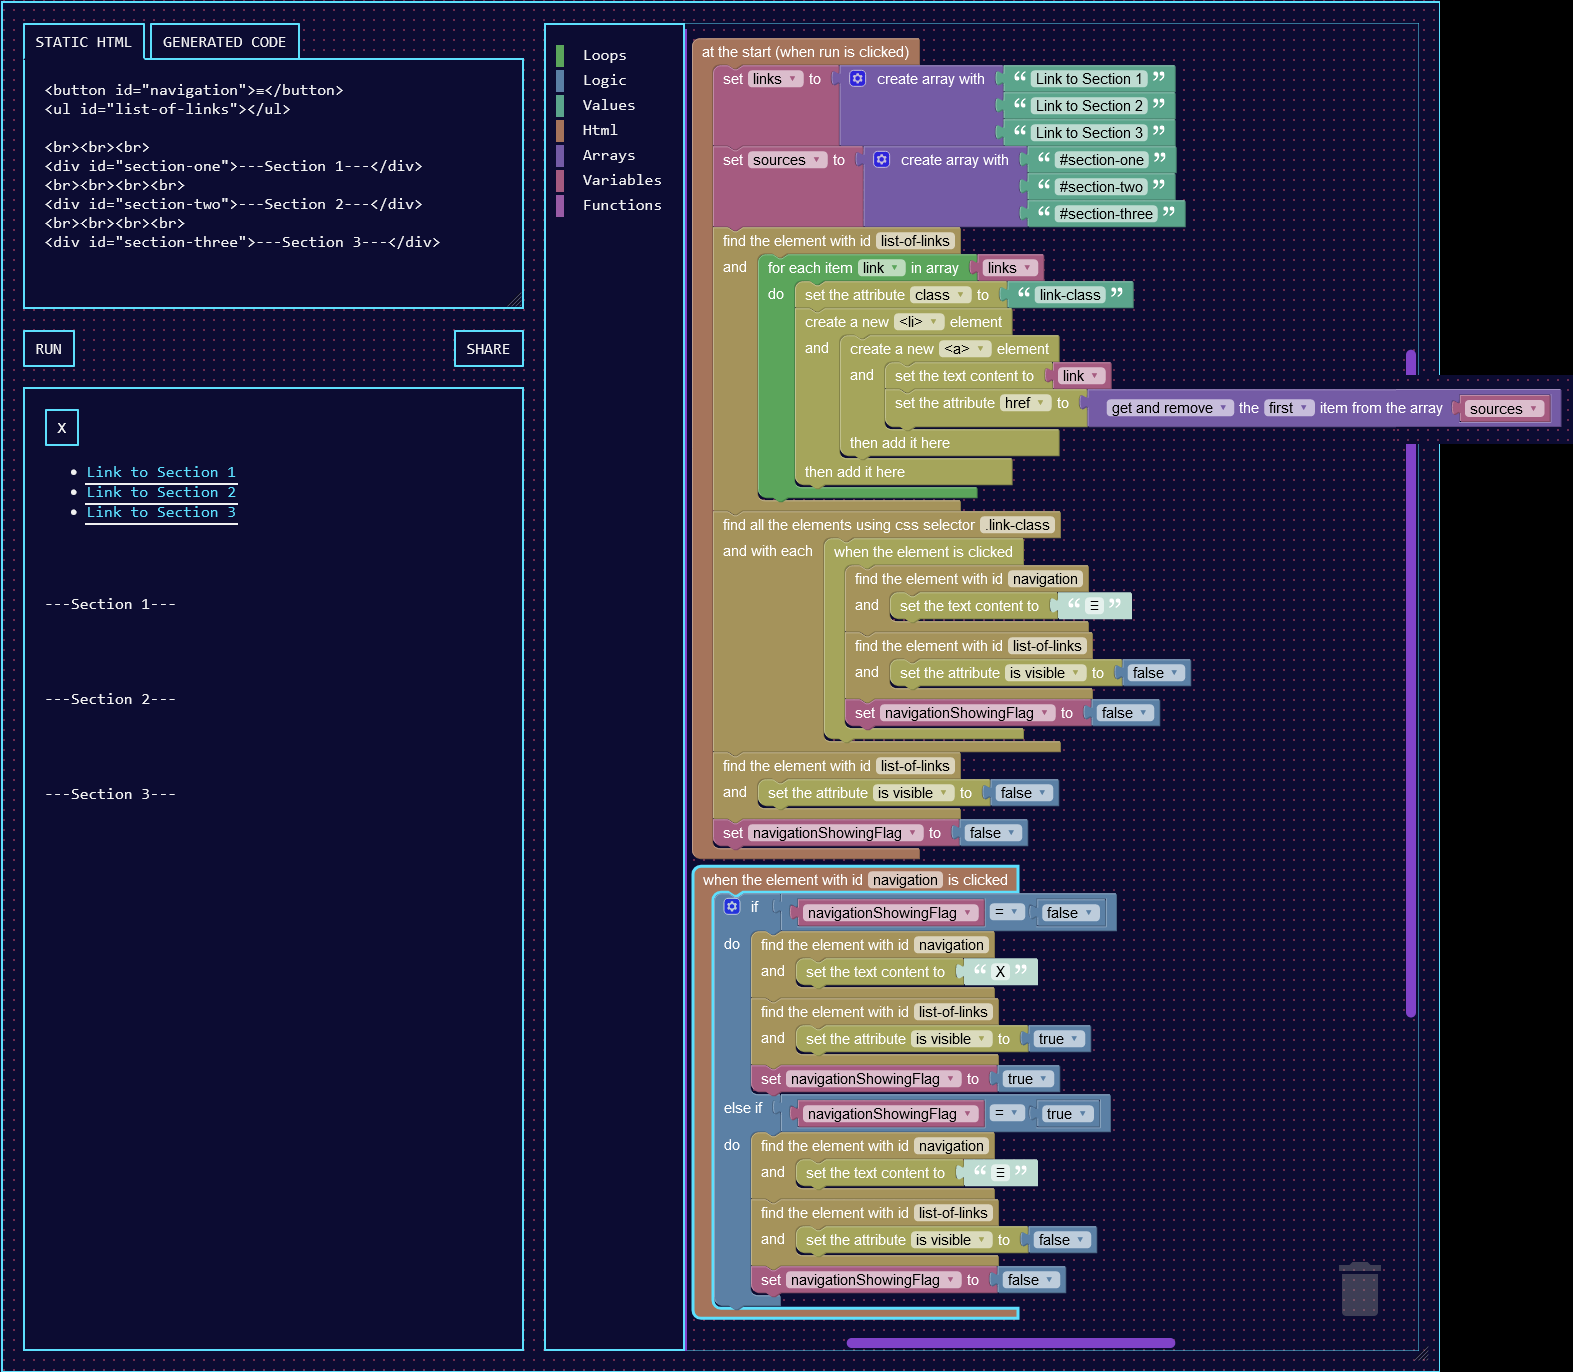 STATIC HTML
GENERATED CODE
<button id="navigation">≡</button>
<ul id="list-of-links"></ul>
<br><br><br>
<div id="section-one">---Section 1---</div>
<br><br><br><br>
<div id="section-two">---Section 2---</div>
<br><br><br><br>
<div id="section-three">---Section 3---</div>
RUN
SHARE
X
• Link to Section 1
• Link to Section 2
• Link to Section 3
---Section 1---
---Section 2---
---Section 3---
Loops
Logic
Values
Html
Arrays
Variables
Functions
at the start (when run is clicked)
set links ▾ to create array with “ Link to Section 1 ”
“ Link to Section 2 ”
“ Link to Section 3 ”
set sources ▾ to create array with “ #section-one ”
“ #section-two ”
“ #section-three ”
find the element with id list-of-links
and for each item link ▾ in array links ▾
do set the attribute class ▾ to “ link-class ”
create a new <li> ▾ element
and create a new <a> ▾ element
and set the text content to link ▾
set the attribute href ▾ to get and remove ▾ the first ▾ item from the array sources ▾
then add it here
then add it here
find all the elements using css selector .link-class
and with each when the element is clicked
find the element with id navigation
and set the text content to “ Ξ ”
find the element with id list-of-links
and set the attribute is visible ▾ to false ▾
set navigationShowingFlag ▾ to false ▾
find the element with id list-of-links
and set the attribute is visible ▾ to false ▾
set navigationShowingFlag ▾ to false ▾
when the element with id navigation is clicked
if navigationShowingFlag ▾ = ▾ false ▾
do find the element with id navigation
and set the text content to “ X ”
find the element with id list-of-links
and set the attribute is visible ▾ to true ▾
set navigationShowingFlag ▾ to true ▾
else if navigationShowingFlag ▾ = ▾ true ▾
do find the element with id navigation
and set the text content to “ Ξ ”
find the element with id list-of-links
and set the attribute is visible ▾ to false ▾
set navigationShowingFlag ▾ to false ▾